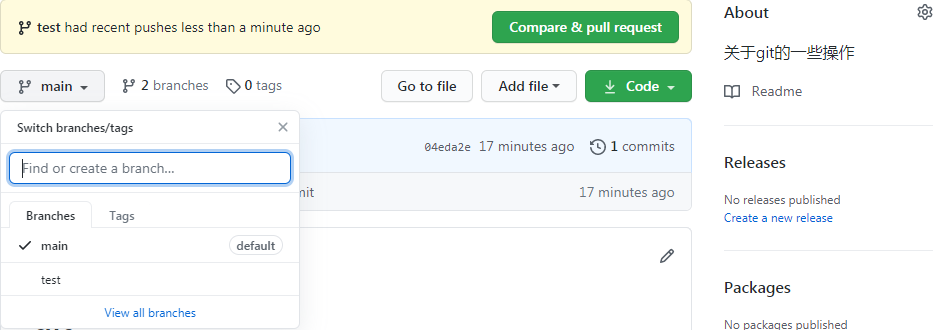 test had recent pushes less than a minute ago
Compare & pull request
main
2 branches
0 tags
Go to file
Add file
Code
Switch branches/tags
Find or create a branch...
Branches
Tags
main
default
test
View all branches
04eda2e 17 minutes ago
1 commits
17 minutes ago
About
关于git的一些操作
Readme
Releases
No releases published
Create a new release
Packages
No packages published